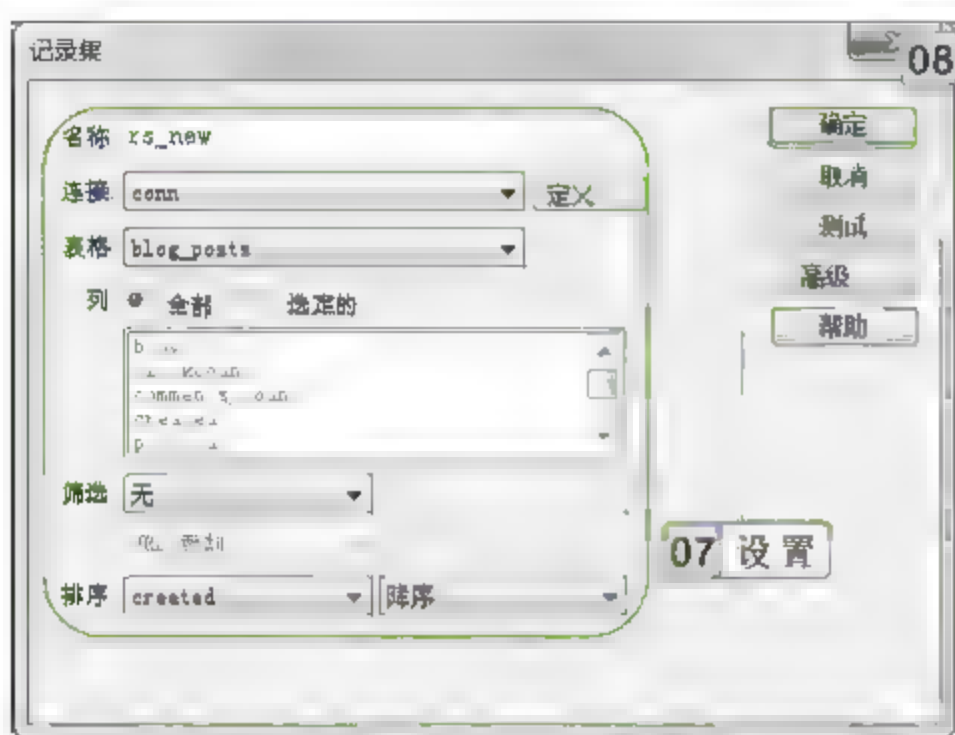 记录集
08
名称 rs_new
确定
连接 conn 定义
取消
表格 blog_posts
测试
列 全部 选定的
高级
帮助
筛选 无
07 设置
排序 created 降序